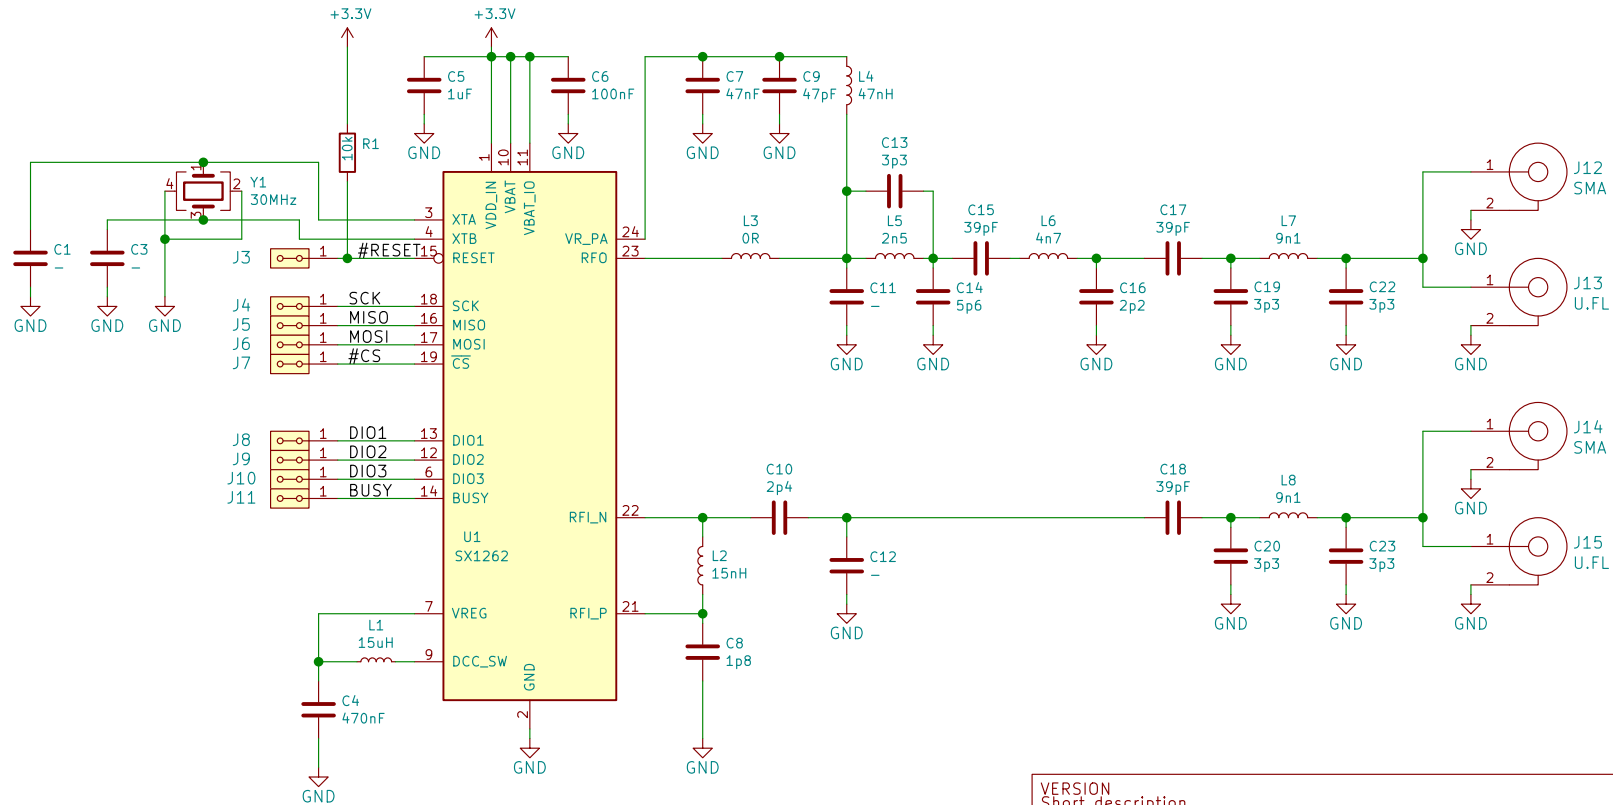 +3.3V
+3.3V
C5
1uF
GND
C6
100nF
GND
C7
47nF
GND
C9
47pF
GND
L4
47nH
R1
10k
1
10
11
VDD_IN
VBAT
VBAT_IO
Y1
30MHz
1
2
3
4
C1
–
GND
C3
–
GND
GND
3
XTA
4
XTB
J3
1
#RESET
15
RESET
J4
1
SCK
18
SCK
J5
1
MISO
16
MISO
J6
1
MOSI
17
MOSI
J7
1
#CS
19
CS
J8
1
DIO1
13
DIO1
J9
1
DIO2
12
DIO2
J10
1
DIO3
6
DIO3
J11
1
BUSY
14
BUSY
U1
SX1262
7
VREG
L1
15uH
9
DCC_SW
C4
470nF
GND
GND
2
GND
VR_PA
24
RFO
23
RFI_N
22
RFI_P
21
L3
0R
C13
3p3
L5
2n5
C11
–
GND
C14
5p6
GND
C15
39pF
L6
4n7
C16
2p2
GND
C17
39pF
C19
3p3
GND
L7
9n1
C22
3p3
GND
1
J12
SMA
2
GND
1
J13
U.FL
2
GND
L2
15nH
C8
1p8
GND
C10
2p4
C12
–
GND
C18
39pF
C20
3p3
GND
L8
9n1
C23
3p3
GND
1
J14
SMA
2
GND
1
J15
U.FL
2
GND
VERSION
Short description